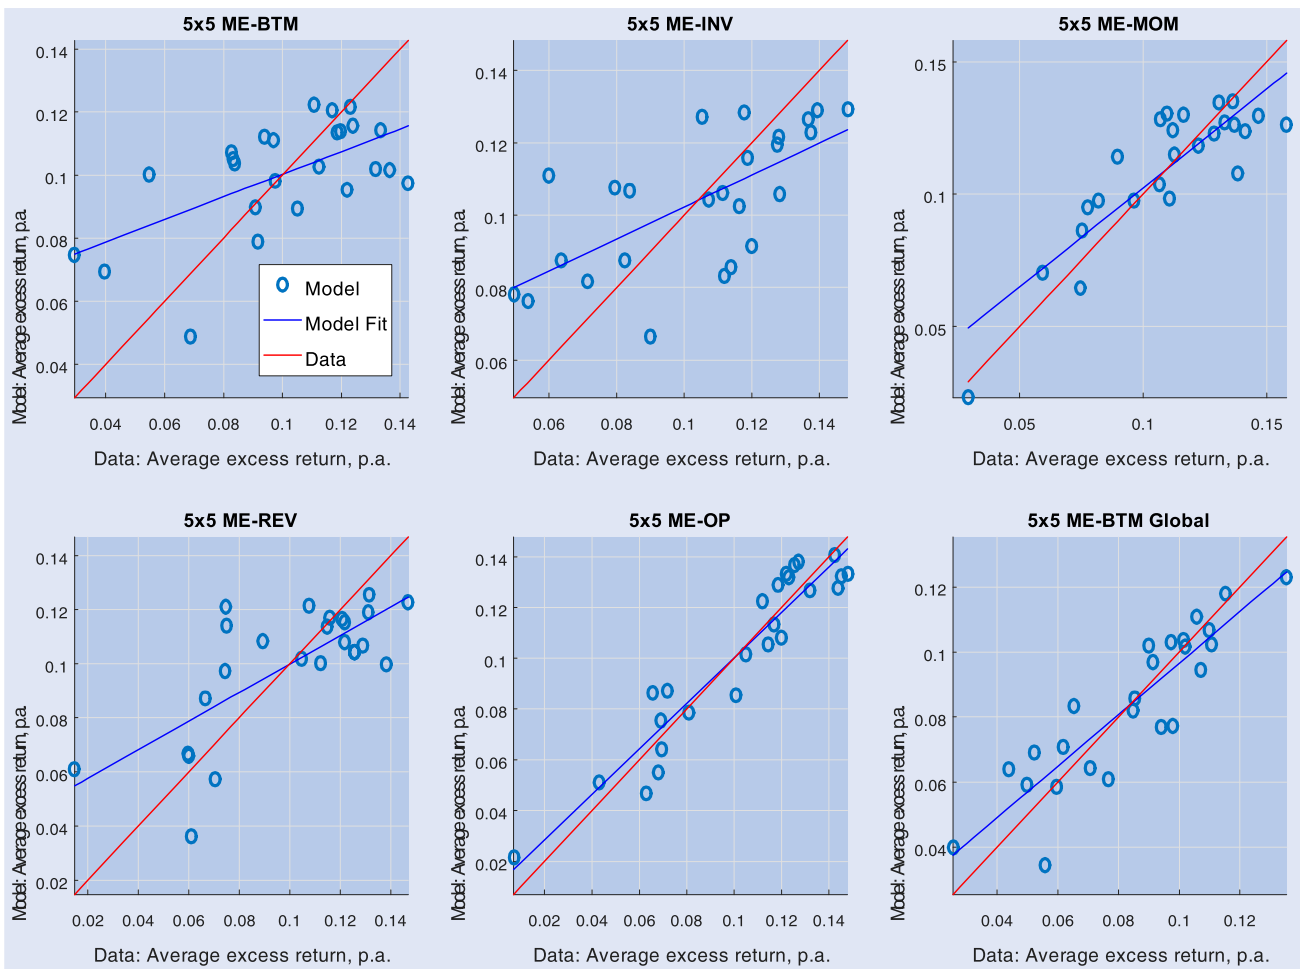 5x5 ME-BTM
0.14
0.12
0.1
0.08
0.06
0.04
0.04 0.06 0.08 0.1 0.12 0.14
Model: Average excess return, p.a.
Data: Average excess return, p.a.
Model
Model Fit
Data
5x5 ME-INV
0.14
0.12
0.1
0.08
0.06
0.06 0.08 0.1 0.12 0.14
Model: Average excess return, p.a.
Data: Average excess return, p.a.
5x5 ME-MOM
0.15
0.1
0.05
0.05 0.1 0.15
Model: Average excess return, p.a.
Data: Average excess return, p.a.
5x5 ME-REV
0.14
0.12
0.1
0.08
0.06
0.04
0.02
0.02 0.04 0.06 0.08 0.1 0.12 0.14
Model: Average excess return, p.a.
Data: Average excess return, p.a.
5x5 ME-OP
0.14
0.12
0.1
0.08
0.06
0.04
0.02
0.02 0.04 0.06 0.08 0.1 0.12 0.14
Model: Average excess return, p.a.
Data: Average excess return, p.a.
5x5 ME-BTM Global
0.12
0.1
0.08
0.06
0.04
0.04 0.06 0.08 0.1 0.12
Model: Average excess return, p.a.
Data: Average excess return, p.a.